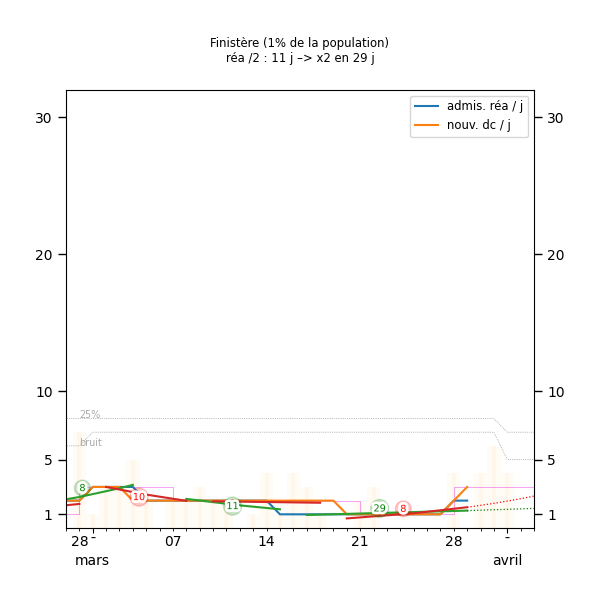 Finistère (1% de la population)
réa /2 : 11 j –> x2 en 29 j
admis. réa / j
nouv. dc / j
30 30
20 20
10 10
25%
bruit
5 5
8 10 11 29 8
1 1
28 - 07 14 21 28 -
mars avril